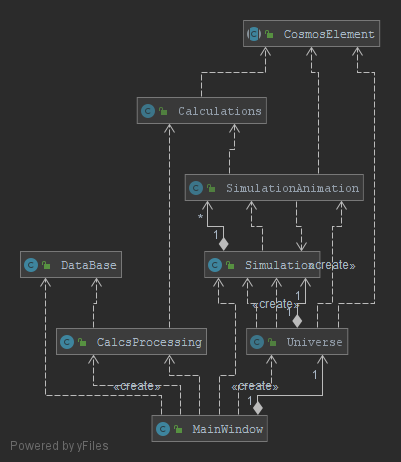 C CosmosElement
C Calculations
C SimulationAnimation
* 1
C DataBase
C Simulation «create»
«create» 1
1
C CalcsProcessing
C Universe
«create» «create» 1
1
C MainWindow
Powered by yFiles